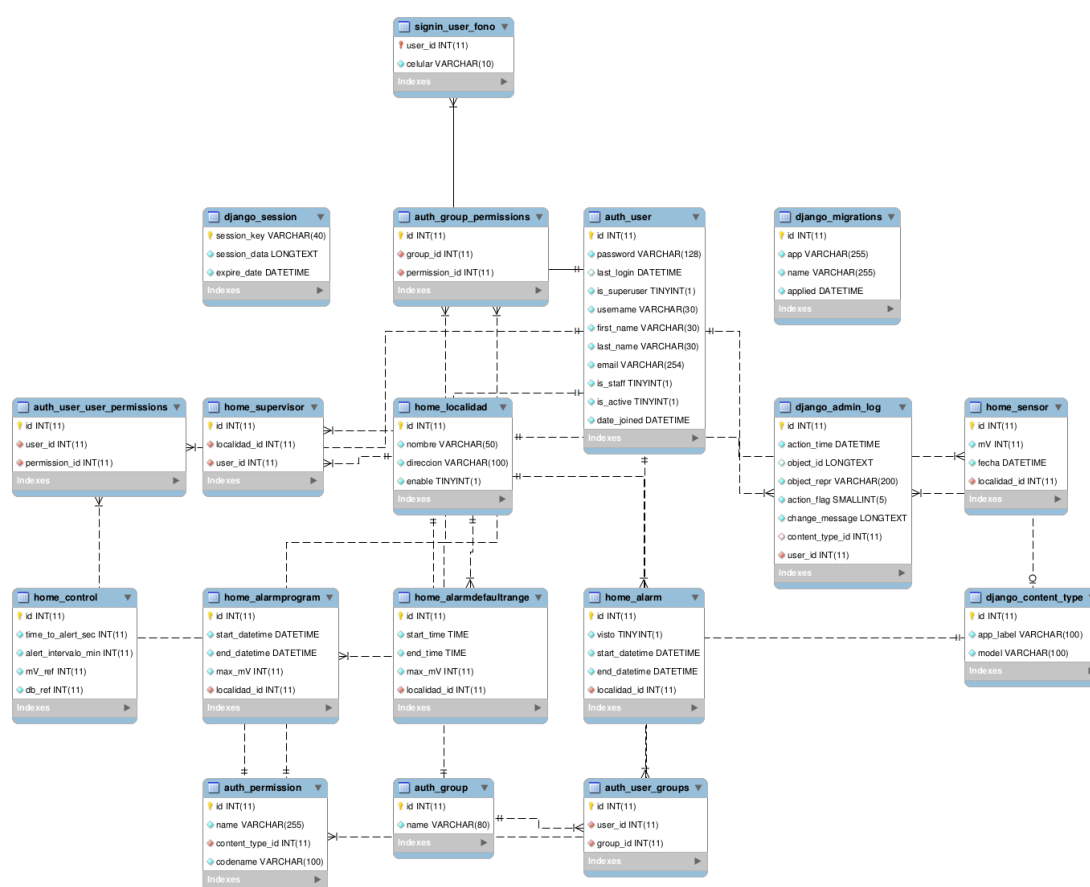 signin_user_fono
user_id INT(11)
celular VARCHAR(10)
Indexes
django_session
session_key VARCHAR(40)
session_data LONGTEXT
expire_date DATETIME
Indexes
auth_group_permissions
id INT(11)
group_id INT(11)
permission_id INT(11)
Indexes
auth_user
id INT(11)
password VARCHAR(128)
last_login DATETIME
is_superuser TINYINT(1)
username VARCHAR(30)
first_name VARCHAR(30)
last_name VARCHAR(30)
email VARCHAR(254)
is_staff TINYINT(1)
is_active TINYINT(1)
date_joined DATETIME
Indexes
django_migrations
id INT(11)
app VARCHAR(255)
name VARCHAR(255)
applied DATETIME
Indexes
auth_user_user_permissions
id INT(11)
user_id INT(11)
permission_id INT(11)
Indexes
home_supervisor
id INT(11)
localidad_id INT(11)
user_id INT(11)
Indexes
home_localidad
id INT(11)
nombre VARCHAR(50)
direccion VARCHAR(100)
enable TINYINT(1)
Indexes
django_admin_log
id INT(11)
action_time DATETIME
object_id LONGTEXT
object_repr VARCHAR(200)
action_flag SMALLINT(5)
change_message LONGTEXT
content_type_id INT(11)
user_id INT(11)
Indexes
home_sensor
id INT(11)
mV INT(11)
fecha DATETIME
localidad_id INT(11)
Indexes
home_control
id INT(11)
time_to_alert_sec INT(11)
alert_intervalo_min INT(11)
mV_ref INT(11)
db_ref INT(11)
Indexes
home_alarmprogram
id INT(11)
start_datetime DATETIME
end_datetime DATETIME
max_mV INT(11)
localidad_id INT(11)
Indexes
home_alarmdefaultrange
id INT(11)
start_time TIME
end_time TIME
max_mV INT(11)
localidad_id INT(11)
Indexes
home_alarm
id INT(11)
visto TINYINT(1)
start_datetime DATETIME
end_datetime DATETIME
localidad_id INT(11)
Indexes
django_content_type
id INT(11)
app_label VARCHAR(100)
model VARCHAR(100)
Indexes
auth_permission
id INT(11)
name VARCHAR(255)
content_type_id INT(11)
codename VARCHAR(100)
Indexes
auth_group
id INT(11)
name VARCHAR(80)
Indexes
auth_user_groups
id INT(11)
user_id INT(11)
group_id INT(11)
Indexes